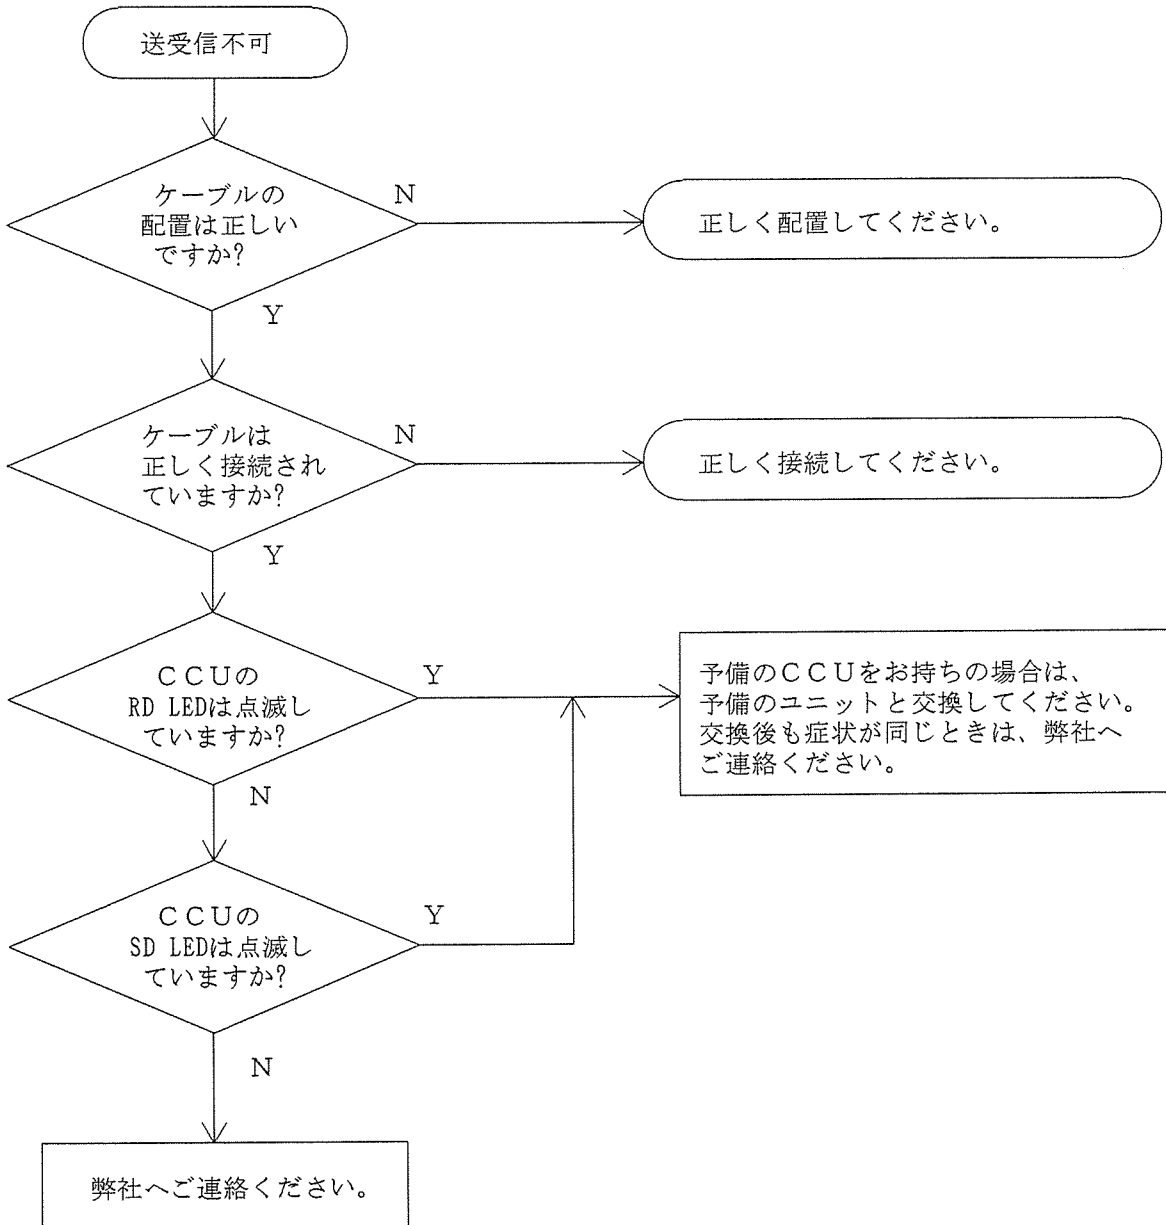 送受信不可
ケーブルの
配置は正しい
ですか?
N
正しく配置してください。
Y
ケーブルは
正しく接続され
ていますか?
N
正しく接続してください。
Y
ＣＣＵの
RD LEDは点滅し
ていますか?
Y
予備のＣＣＵをお持ちの場合は、
予備のユニットと交換してください。
交換後も症状が同じときは、弊社へ
ご連絡ください。
N
ＣＣＵの
SD LEDは点滅し
ていますか?
Y
N
弊社へご連絡ください。